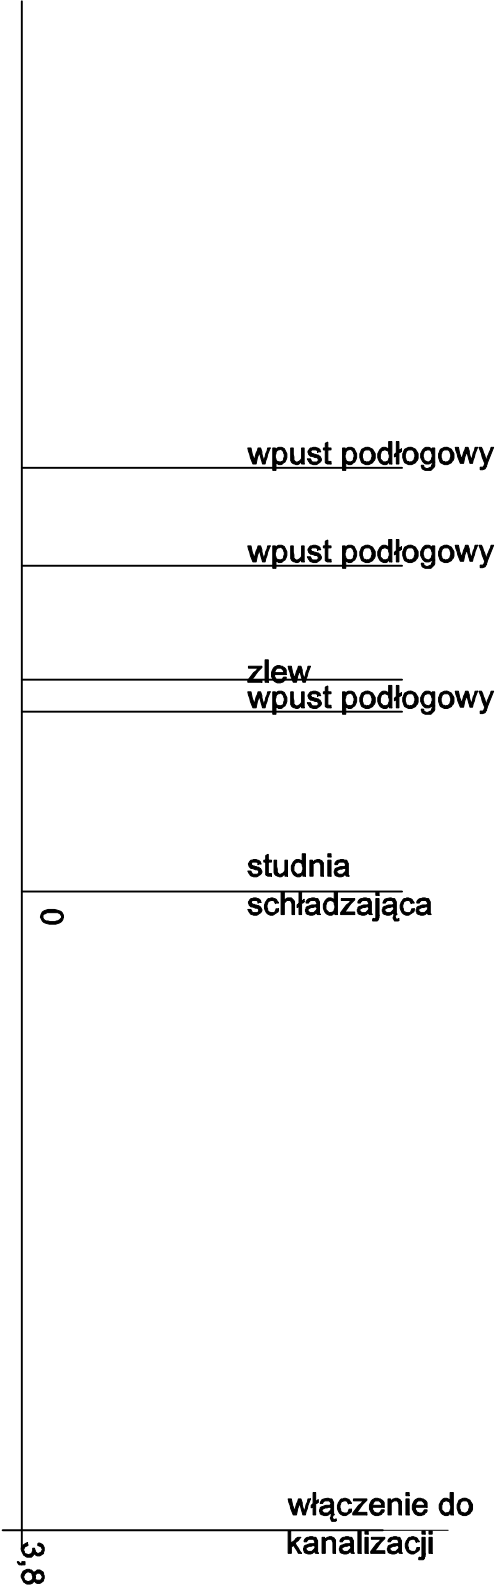 wpust podłogowy
wpust podłogowy
zlew
wpust podłogowy
studnia
schładzająca
0
włączenie do
kanalizacji
3,8